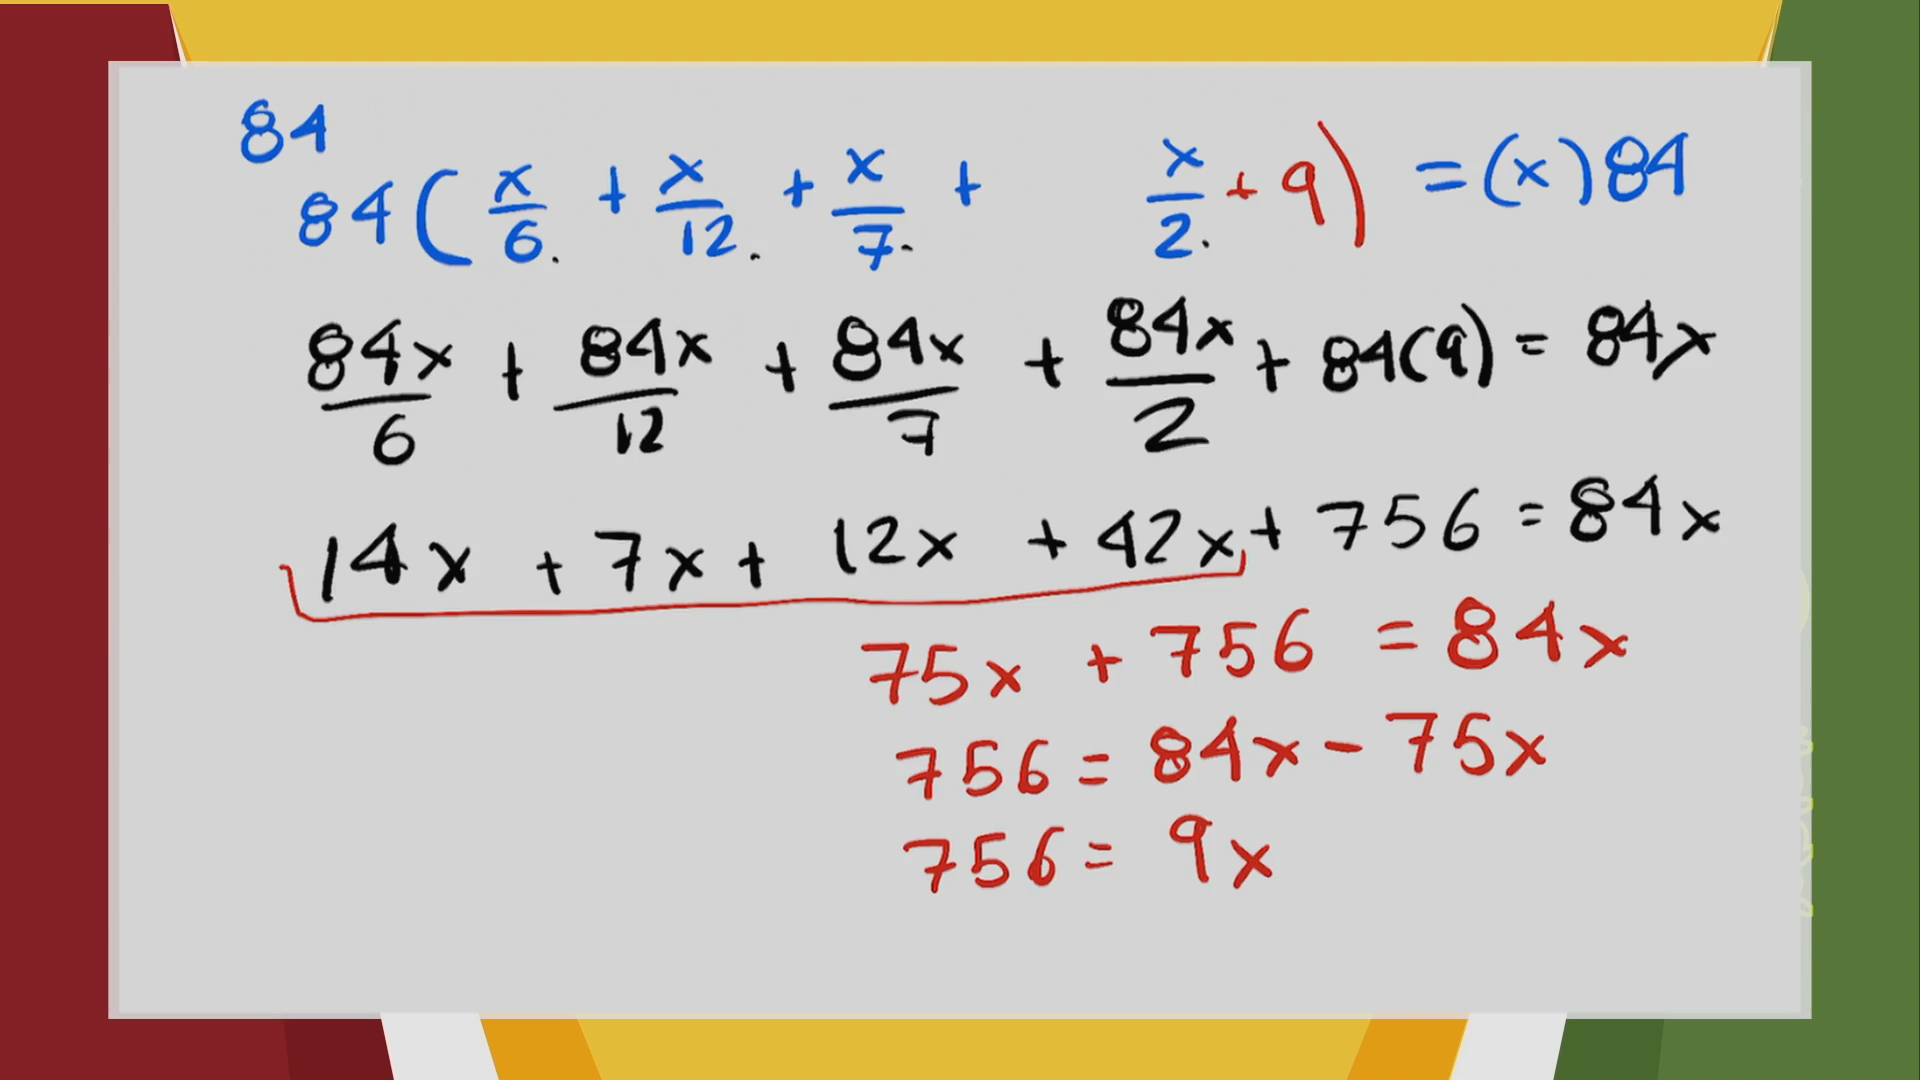 84
84( x/6 + x/12 + x/7 + x/2 + 9) = (x)84
84x/6 + 84x/12 + 84x/7 + 84x/2 + 84(9) = 84x
14x + 7x + 12x + 42x + 756 = 84x
75x + 756 = 84x
756 = 84x - 75x
756 = 9x